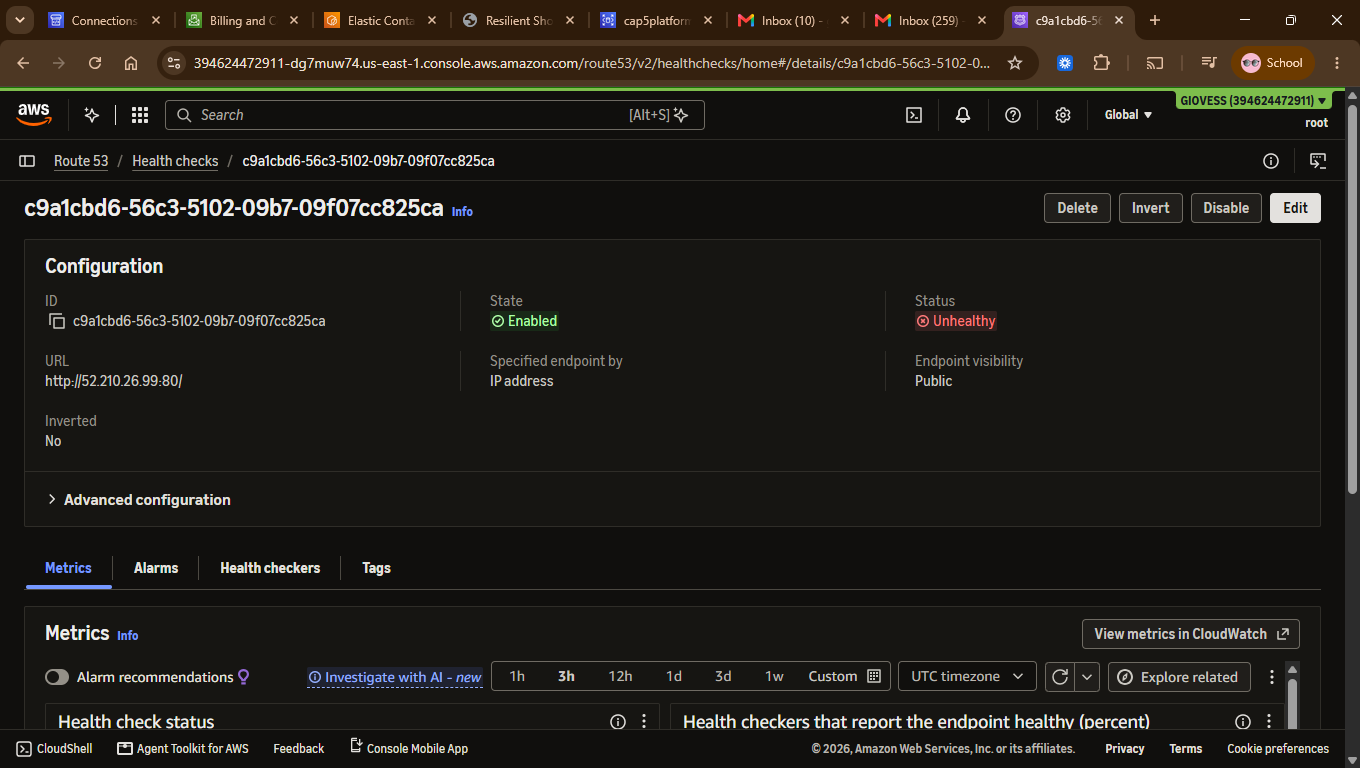 Connections
Billing and C
Elastic Conta
Resilient Sho
cap5platform
Inbox (10) -
Inbox (259) -
c9a1cbd6-56
394624472911-dg7muw74.us-east-1.console.aws.amazon.com/route53/v2/healthchecks/home#/details/c9a1cbd6-56c3-5102-0...
School
aws
Search
[Alt+S]
Global
GIOVESS (394624472911)
root
Route 53 / Health checks / c9a1cbd6-56c3-5102-09b7-09f07cc825ca
c9a1cbd6-56c3-5102-09b7-09f07cc825ca Info
Delete
Invert
Disable
Edit
Configuration
ID
c9a1cbd6-56c3-5102-09b7-09f07cc825ca
State
Enabled
Status
Unhealthy
URL
http://52.210.26.99:80/
Specified endpoint by
IP address
Endpoint visibility
Public
Inverted
No
Advanced configuration
Metrics
Alarms
Health checkers
Tags
Metrics Info
View metrics in CloudWatch
Alarm recommendations
Investigate with AI - new
1h
3h
12h
1d
3d
1w
Custom
UTC timezone
Explore related
Health check status
Health checkers that report the endpoint healthy (percent)
CloudShell
Agent Toolkit for AWS
Feedback
Console Mobile App
© 2026, Amazon Web Services, Inc. or its affiliates.
Privacy
Terms
Cookie preferences